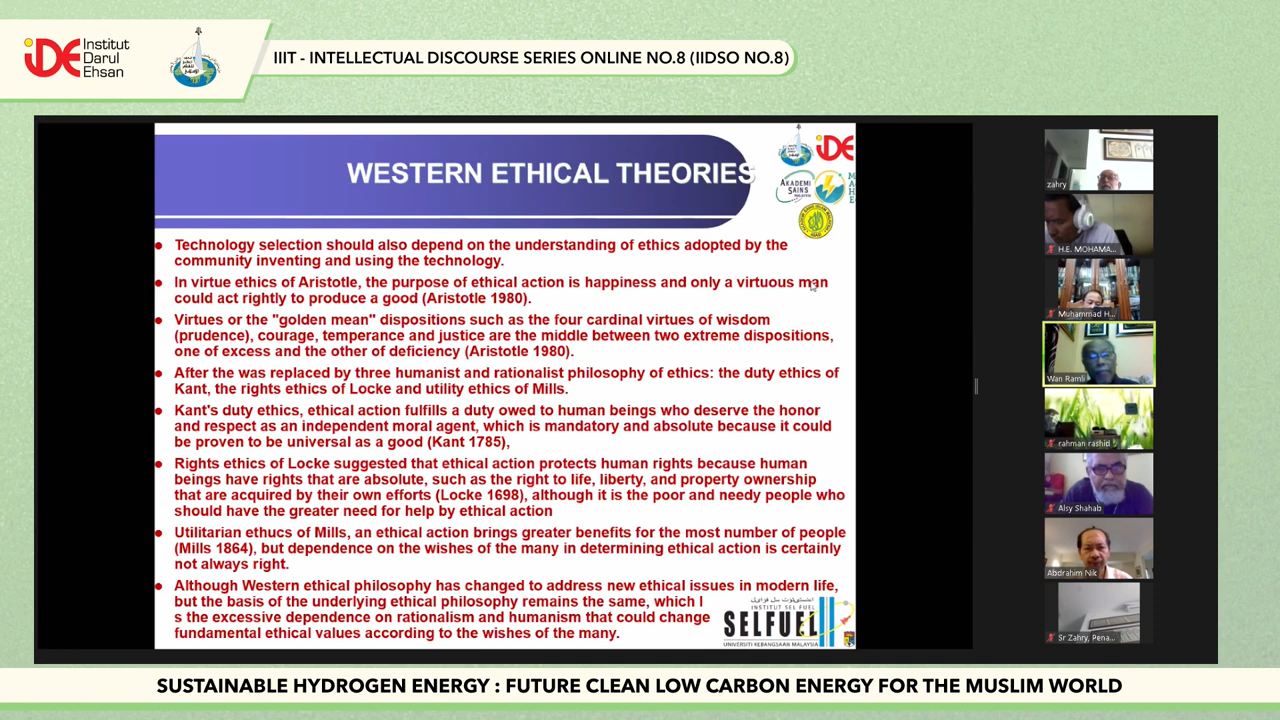 iDE Institut
Darul
Ehsan
IIIT - INTELLECTUAL DISCOURSE SERIES ONLINE NO.8 (IIDSO NO.8)
WESTERN ETHICAL THEORIES
iDE
AKADEMI
SAINS
Technology selection should also depend on the understanding of ethics adopted by the
community inventing and using the technology.
In virtue ethics of Aristotle, the purpose of ethical action is happiness and only a virtuous man
could act rightly to produce a good (Aristotle 1980).
Virtues or the "golden mean" dispositions such as the four cardinal virtues of wisdom
(prudence), courage, temperance and justice are the middle between two extreme dispositions,
one of excess and the other of deficiency (Aristotle 1980).
After the was replaced by three humanist and rationalist philosophy of ethics: the duty ethics of
Kant, the rights ethics of Locke and utility ethics of Mills.
Kant's duty ethics, ethical action fulfills a duty owed to human beings who deserve the honor
and respect as an independent moral agent, which is mandatory and absolute because it could
be proven to be universal as a good (Kant 1785),
Rights ethics of Locke suggested that ethical action protects human rights because human
beings have rights that are absolute, such as the right to life, liberty, and property ownership
that are acquired by their own efforts (Locke 1698), although it is the poor and needy people who
should have the greater need for help by ethical action
Utilitarian ethucs of Mills, an ethical action brings greater benefits for the most number of people
(Mills 1864), but dependence on the wishes of the many in determining ethical action is certainly
not always right.
Although Western ethical philosophy has changed to address new ethical issues in modern life,
but the basis of the underlying ethical philosophy remains the same, which I
s the excessive dependence on rationalism and humanism that could change
fundamental ethical values according to the wishes of the many.
INSTITUT SEL FUEL
SELFUEL
UNIVERSITI KEBANGSAAN MALAYSIA
zahry
H.E. MOHAMA...
Muhammad H...
Wan Ramli
rahman rashid
Alsy Shahab
Abdrahim Nik
Sr Zahry, Pena...
SUSTAINABLE HYDROGEN ENERGY : FUTURE CLEAN LOW CARBON ENERGY FOR THE MUSLIM WORLD